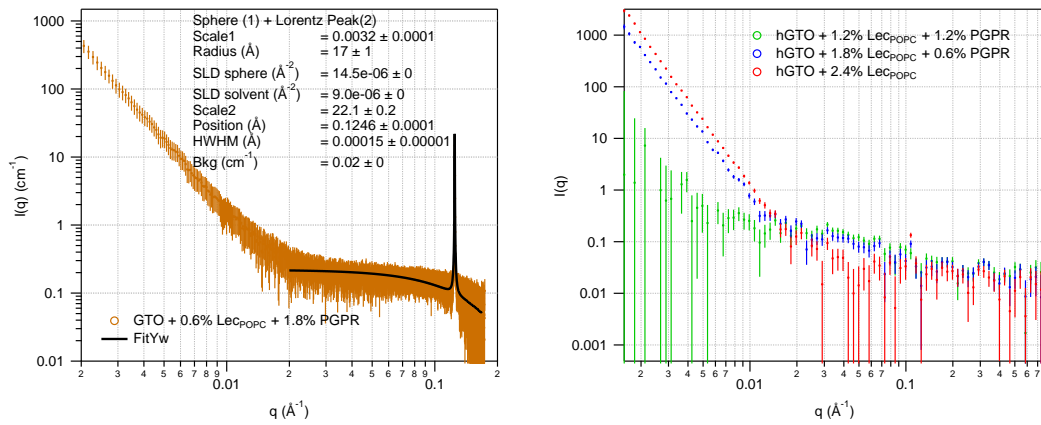 Sphere (1) + Lorentz Peak(2)
Scale1 = 0.0032 ± 0.0001
Radius (Å) = 17 ± 1
SLD sphere (Å-2) = 14.5e-06 ± 0
SLD solvent (Å-2) = 9.0e-06 ± 0
Scale2 = 22.1 ± 0.2
Position (Å) = 0.1246 ± 0.0001
HWHM (Å) = 0.00015 ± 0.00001
Bkg (cm-1) = 0.02 ± 0
1000
100
10
1
0.1
0.01
I(q) (cm-1)
GTO + 0.6% LecPOPC + 1.8% PGPR
FitYw
2 3 4 5 6 7 8 0.01 2 3 4 5 6 7 8 0.1 2
q (Å-1)
hGTO + 1.2% LecPOPC + 1.2% PGPR
hGTO + 1.8% LecPOPC + 0.6% PGPR
hGTO + 2.4% LecPOPC
1000
100
10
1
0.1
0.01
0.001
I(q)
2 3 4 5 6 7 8 0.01 2 3 4 5 6 7 8 0.1 2 3 4 5 6 7
q (Å-1)